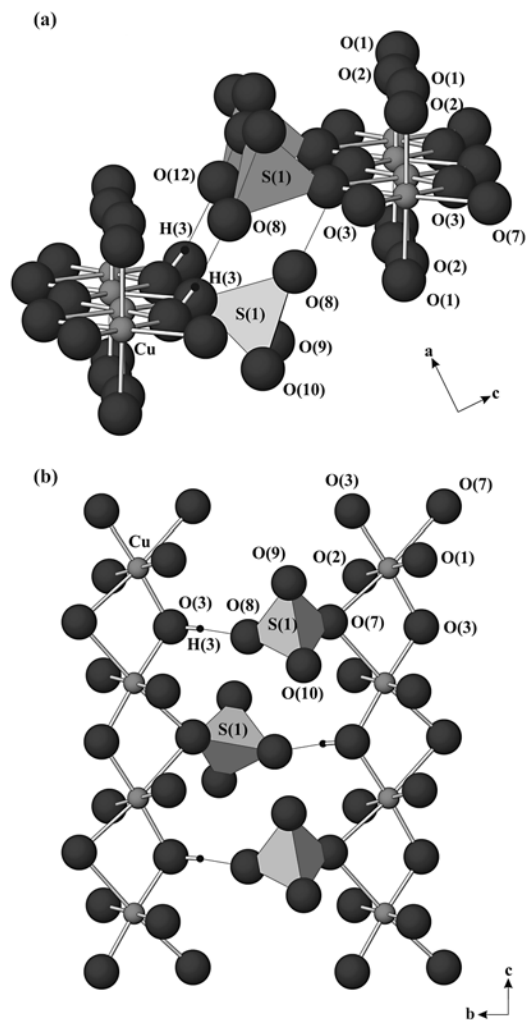 (a)
O(1)
O(2)
O(1)
O(2)
O(12)
S(1)
O(8)
O(3)
O(3)
O(7)
H(3)
H(3)
O(8)
O(2)
O(1)
S(1)
Cu
O(9)
O(10)
a
c
(b)
O(3)
O(7)
Cu
O(9)
O(2)
O(1)
O(3)
O(8)
S(1)
O(7)
O(3)
H(3)
O(10)
S(1)
c
b